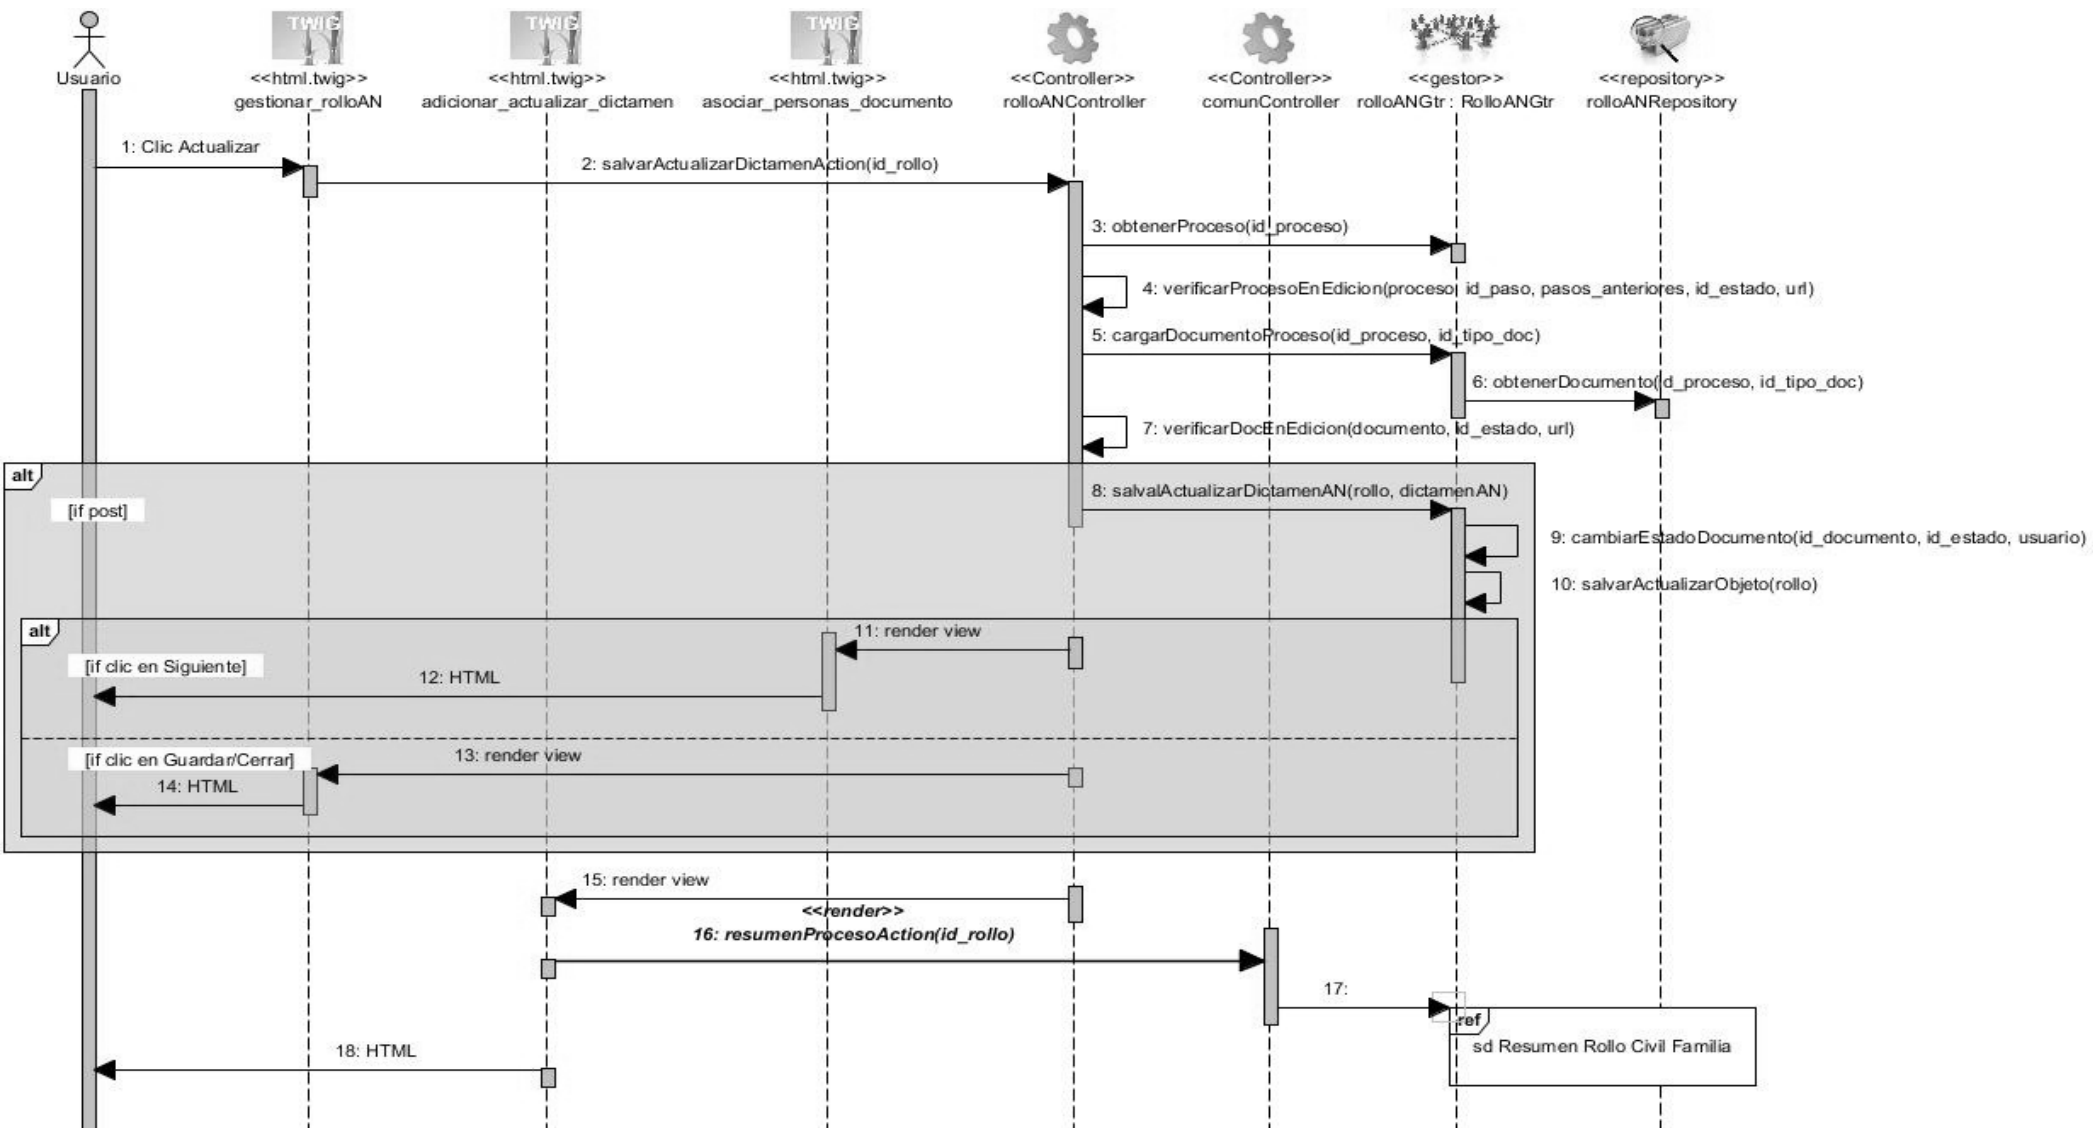 TWIG
TWIG
TWIG
Usuario
<<html.twig>>
gestionar_rolloAN
<<html.twig>>
adicionar_actualizar_dictamen
<<html.twig>>
asociar_personas_documento
<<Controller>>
rolloANController
<<Controller>>
comunController
<<gestor>>
rolloANGtr : RolloANGtr
<<repository>>
rolloANRepository
1: Clic Actualizar
2: salvarActualizarDictamenAction(id_rollo)
3: obtenerProceso(id_proceso)
4: verificarProcesoEnEdicion(proceso, id_paso, pasos_anteriores, id_estado, url)
5: cargarDocumentoProceso(id_proceso, id_tipo_doc)
6: obtenerDocumento(id_proceso, id_tipo_doc)
7: verificarDocEnEdicion(documento, id_estado, url)
alt
[if post]
8: salvalActualizarDictamenAN(rollo, dictamenAN)
9: cambiarEstadoDocumento(id_documento, id_estado, usuario)
10: salvarActualizarObjeto(rollo)
alt
[if clic en Siguiente]
11: render view
12: HTML
[if clic en Guardar/Cerrar]
13: render view
14: HTML
15: render view
<<render>>
16: resumenProcesoAction(id_rollo)
17:
ref
sd Resumen Rollo Civil Familia
18: HTML